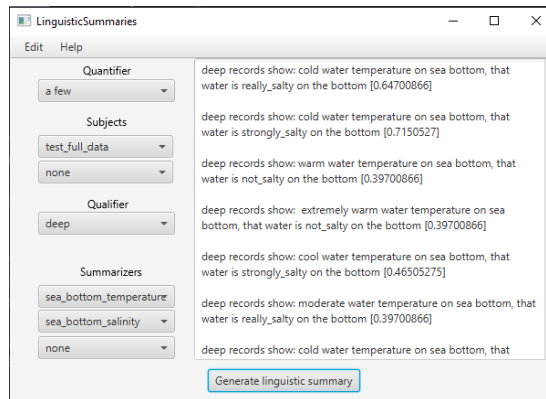 LinguisticSummaries
Edit Help
Quantifier
a few
Subjects
test_full_data
none
Qualifier
deep
Summarizers
sea_bottom_temperature
sea_bottom_salinity
none
deep records show: cold water temperature on sea bottom, that
water is really_salty on the bottom [0.64700866]
deep records show: cold water temperature on sea bottom, that
water is strongly_salty on the bottom [0.7150527]
deep records show: warm water temperature on sea bottom, that
water is not_salty on the bottom [0.39700866]
deep records show:  extremely warm water temperature on sea
bottom, that water is not_salty on the bottom [0.39700866]
deep records show: cool water temperature on sea bottom, that
water is strongly_salty on the bottom [0.46505275]
deep records show: moderate water temperature on sea bottom, that
water is really_salty on the bottom [0.39700866]
deep records show: cold water temperature on sea bottom, that
Generate linguistic summary